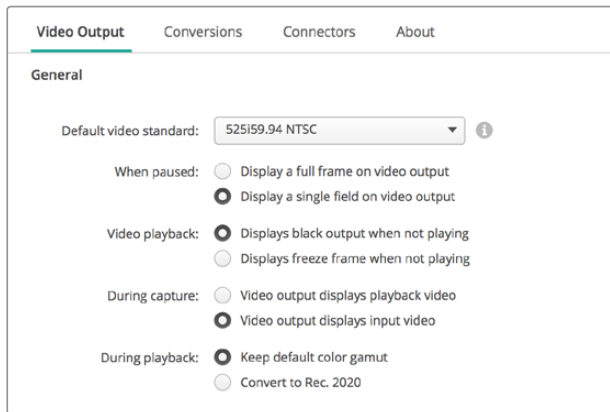 Video Output Conversions Connectors About
General
Default video standard: 525i59.94 NTSC
When paused: Display a full frame on video output
Display a single field on video output
Video playback: Displays black output when not playing
Displays freeze frame when not playing
During capture: Video output displays playback video
Video output displays input video
During playback: Keep default color gamut
Convert to Rec. 2020